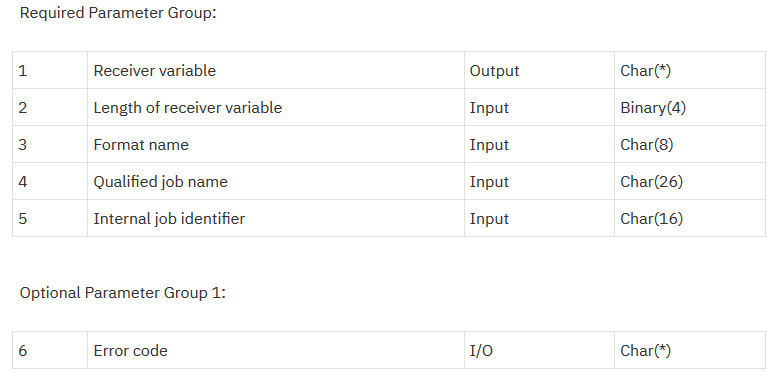 Required Parameter Group:
1 Receiver variable Output Char(*)
2 Length of receiver variable Input Binary(4)
3 Format name Input Char(8)
4 Qualified job name Input Char(26)
5 Internal job identifier Input Char(16)
Optional Parameter Group 1:
6 Error code I/O Char(*)